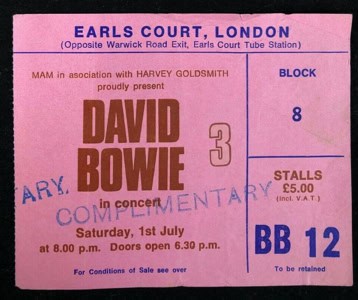 EARLS COURT, LONDON
(Opposite Warwick Road Exit, Earls Court Tube Station)
MAM in asociation with HARVEY GOLDSMITH
proudly present
DAVID
BOWIE
3
in concert
ARY.
COMPLIMENTARY
Saturday, 1st July
at 8.00 p.m. Doors open 6.30 p.m.
For Conditions of Sale see over
BLOCK
8
STALLS
£5.00
(incl. V.A.T.)
BB 12
To be retained